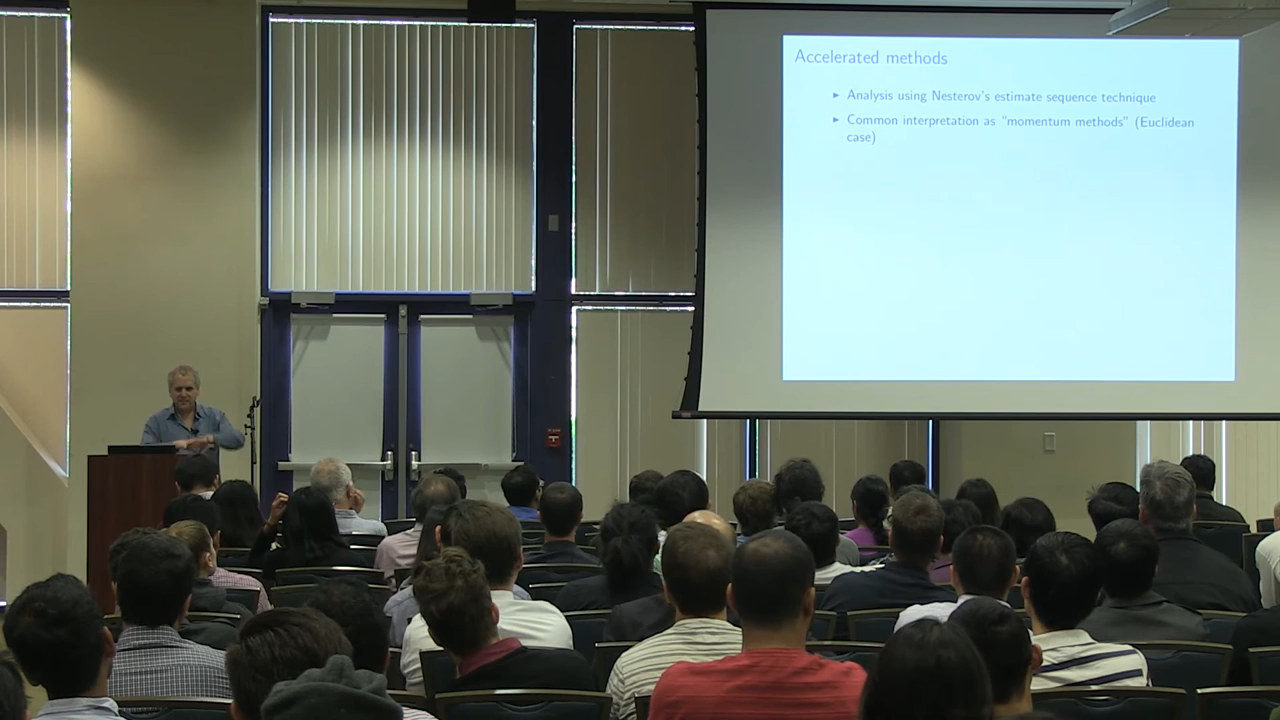 Accelerated methods
▶ Analysis using Nesterov's estimate sequence technique
▶ Common interpretation as "momentum methods" (Euclidean
case)